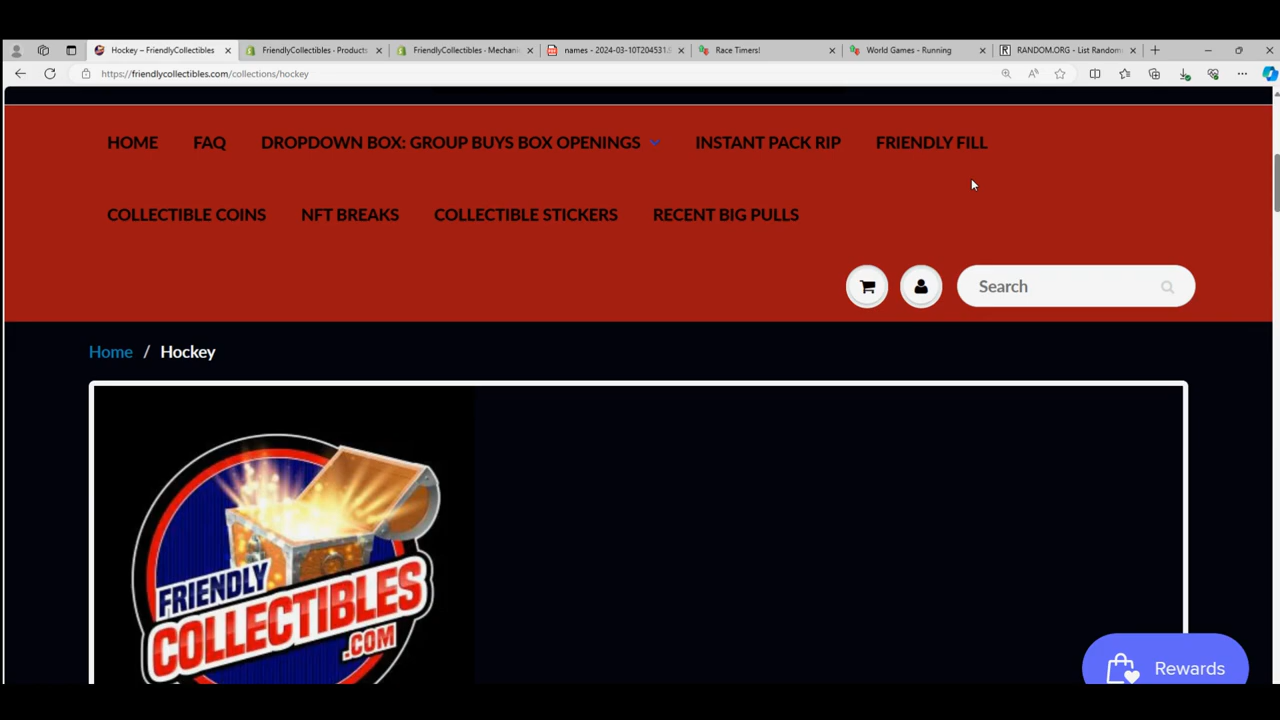 Hockey ~ FriendlyCollectibles
FriendlyCollectibles - Products
FriendlyCollectibles - Mechani
names - 2024-03-10T204531.
Race Timers!
World Games - Running
RANDOM.ORG - List Random
https://friendlycollectibles.com/collections/hockey
HOME FAQ DROPDOWN BOX: GROUP BUYS BOX OPENINGS INSTANT PACK RIP FRIENDLY FILL
COLLECTIBLE COINS NFT BREAKS COLLECTIBLE STICKERS RECENT BIG PULLS
Search
Home / Hockey
FRIENDLY
COLLECTIBLES
.COM
Rewards